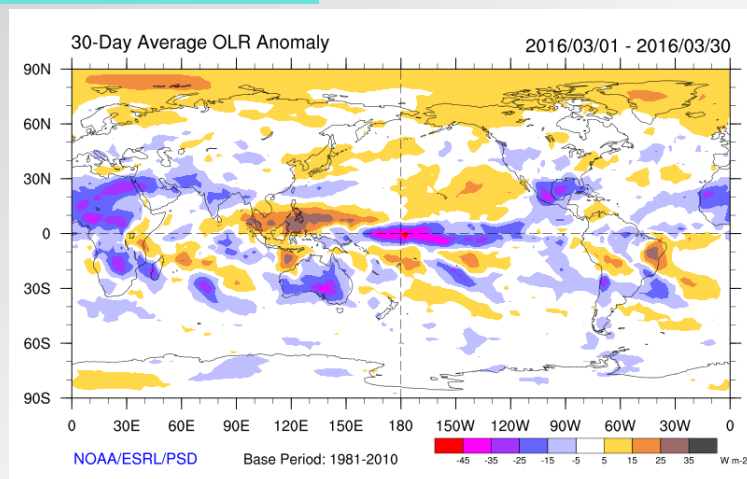 30-Day Average OLR Anomaly
2016/03/01 - 2016/03/30
90N
60N
30N
0
30S
60S
90S
0 30E 60E 90E 120E 150E 180 150W 120W 90W 60W 30W 0
-45 -35 -25 -15 -5 5 15 25 35 W m-2
NOAA/ESRL/PSD
Base Period: 1981-2010